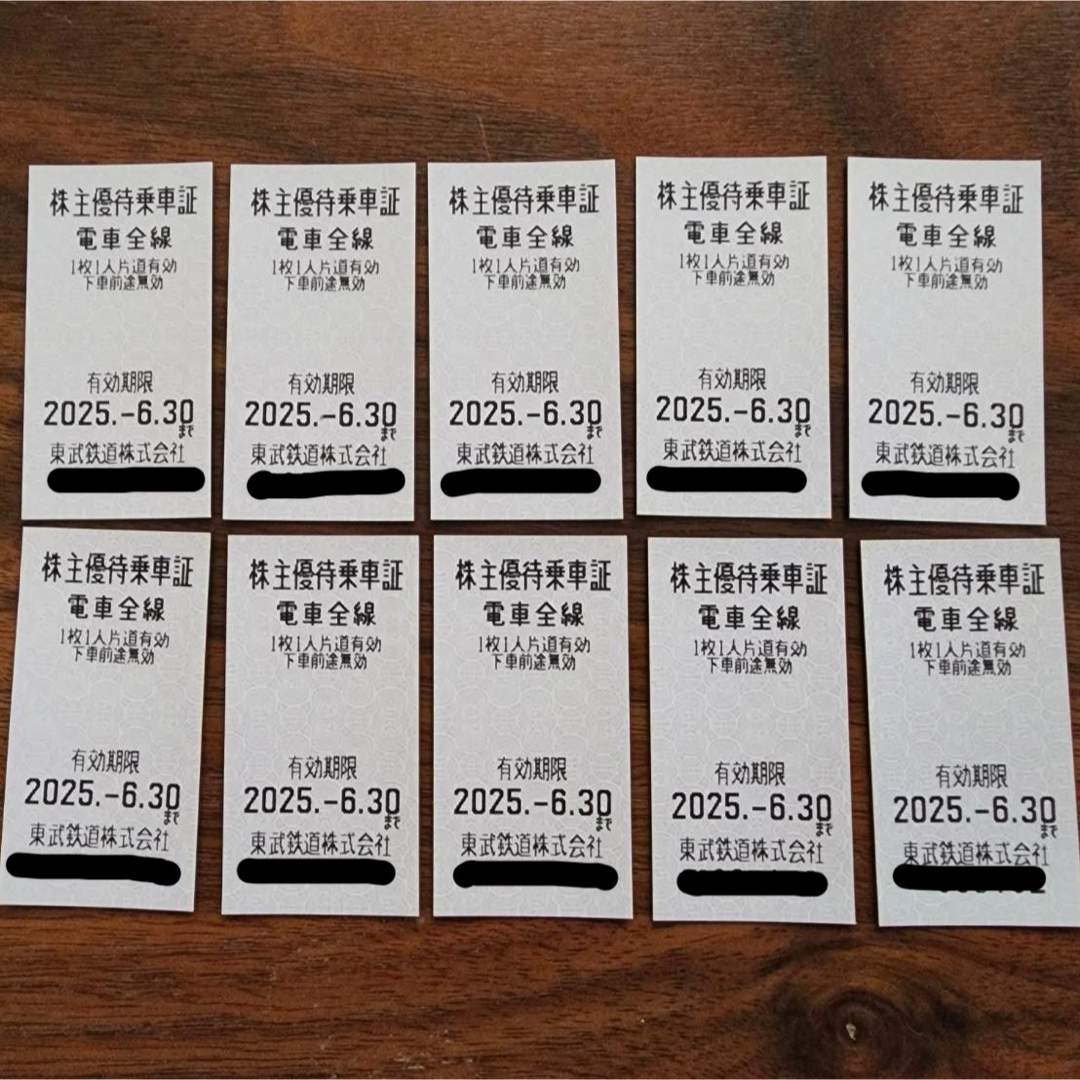 株主優待乗車証
電車全線
1枚1人片道有効
下車前途無効
有効期限
2025.-6.30
まで
東武鉄道株式会社
株主優待乗車証
電車全線
1枚1人片道有効
下車前途無効
有効期限
2025.-6.30
まで
東武鉄道株式会社
株主優待乗車証
電車全線
1枚1人片道有効
下車前途無効
有効期限
2025.-6.30
まで
東武鉄道株式会社
株主優待乗車証
電車全線
1枚1人片道有効
下車前途無効
有効期限
2025.-6.30
まで
東武鉄道株式会社
株主優待乗車証
電車全線
1枚1人片道有効
下車前途無効
有効期限
2025.-6.30
まで
東武鉄道株式会社
株主優待乗車証
電車全線
1枚1人片道有効
下車前途無効
有効期限
2025.-6.30
まで
東武鉄道株式会社
株主優待乗車証
電車全線
1枚1人片道有効
下車前途無効
有効期限
2025.-6.30
まで
東武鉄道株式会社
株主優待乗車証
電車全線
1枚1人片道有効
下車前途無効
有効期限
2025.-6.30
まで
東武鉄道株式会社
株主優待乗車証
電車全線
1枚1人片道有効
下車前途無効
有効期限
2025.-6.30
まで
東武鉄道株式会社
株主優待乗車証
電車全線
1枚1人片道有効
下車前途無効
有効期限
2025.-6.30
まで
東武鉄道株式会社